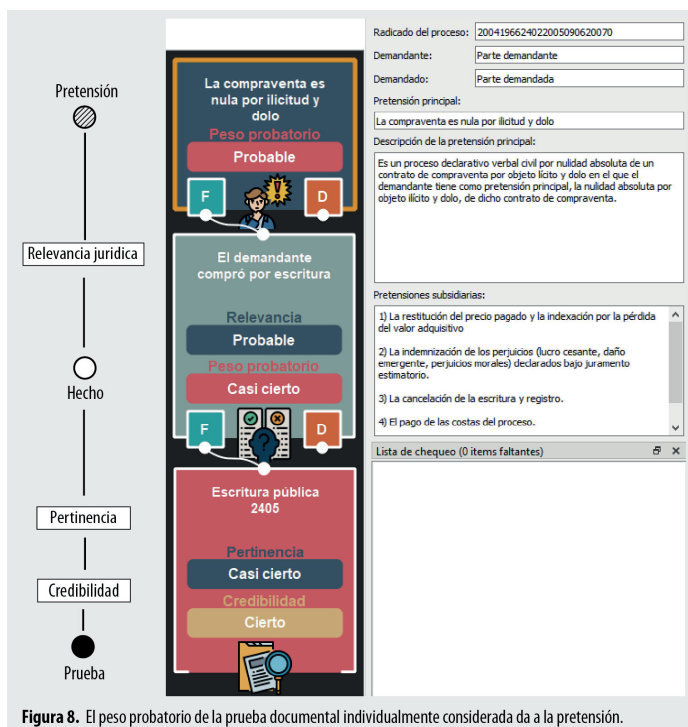 Pretensión
Relevancia juridica
Hecho
Pertinencia
Credibilidad
Prueba
La compraventa es
nula por ilicitud y
dolo
Peso probatorio
Probable
F
D
El demandante
compró por escritura
Relevancia
Probable
Peso probatorio
Casi cierto
F
D
Escritura pública
2405
Pertinencia
Casi cierto
Credibilidad
Cierto
Radicado del proceso: 2004196624022005090620070
Demandante: Parte demandante
Demandado: Parte demandada
Pretensión principal:
La compraventa es nula por ilicitud y dolo
Descripción de la pretensión principal:
Es un proceso declarativo verbal civil por nulidad absoluta de un
contrato de compraventa por objeto lícito y dolo en el que el
demandante tiene como pretensión principal, la nulidad absoluta por
objeto ilícito y dolo, de dicho contrato de compraventa.
Pretensiones subsidiarias:
1) La restitución del precio pagado y la indexación por la pérdida
del valor adquisitivo
2) La indemnización de los perjuicios (lucro cesante, daño
emergente, perjuicios morales) declarados bajo juramento
estimatorio.
3) La cancelación de la escritura y registro.
4) El pago de las costas del proceso.
Lista de chequeo (0 items faltantes)
Figura 8. El peso probatorio de la prueba documental individualmente considerada da a la pretensión.